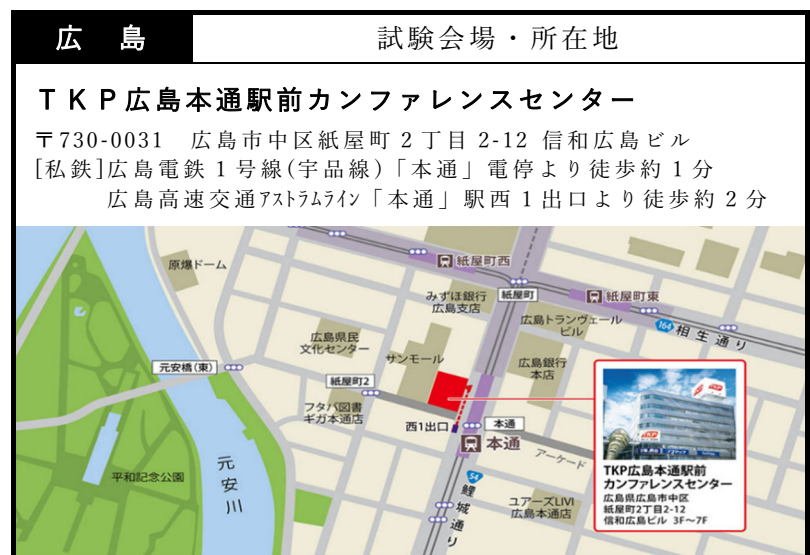 広 島
試験会場・所在地
TKP広島本通駅前カンファレンスセンター
〒730-0031 広島市中区紙屋町2丁目2-12 信和広島ビル
[私鉄]広島電鉄1号線(宇品線)「本通」電停より徒歩約1分
広島高速交通アストラムライン「本通」駅西1出口より徒歩約2分
原爆ドーム
紙屋町西
みずほ銀行
広島支店
紙屋町
紙屋町東
広島トランヴェール
ビル
164
相生通り
広島県民
文化センター
サンモール
広島銀行
本店
元安橋(東)
紙屋町2
フタバ図書
ギガ本通店
西1出口
本通
本通
アーケード
平和記念公園
元安川
54
鯉城通り
ユアーズLIVI
広島本通店
TKP
TKP広島本通駅前
カンファレンスセンター
広島県広島市中区
紙屋町2丁目2-12
信和広島ビル 3F〜7F